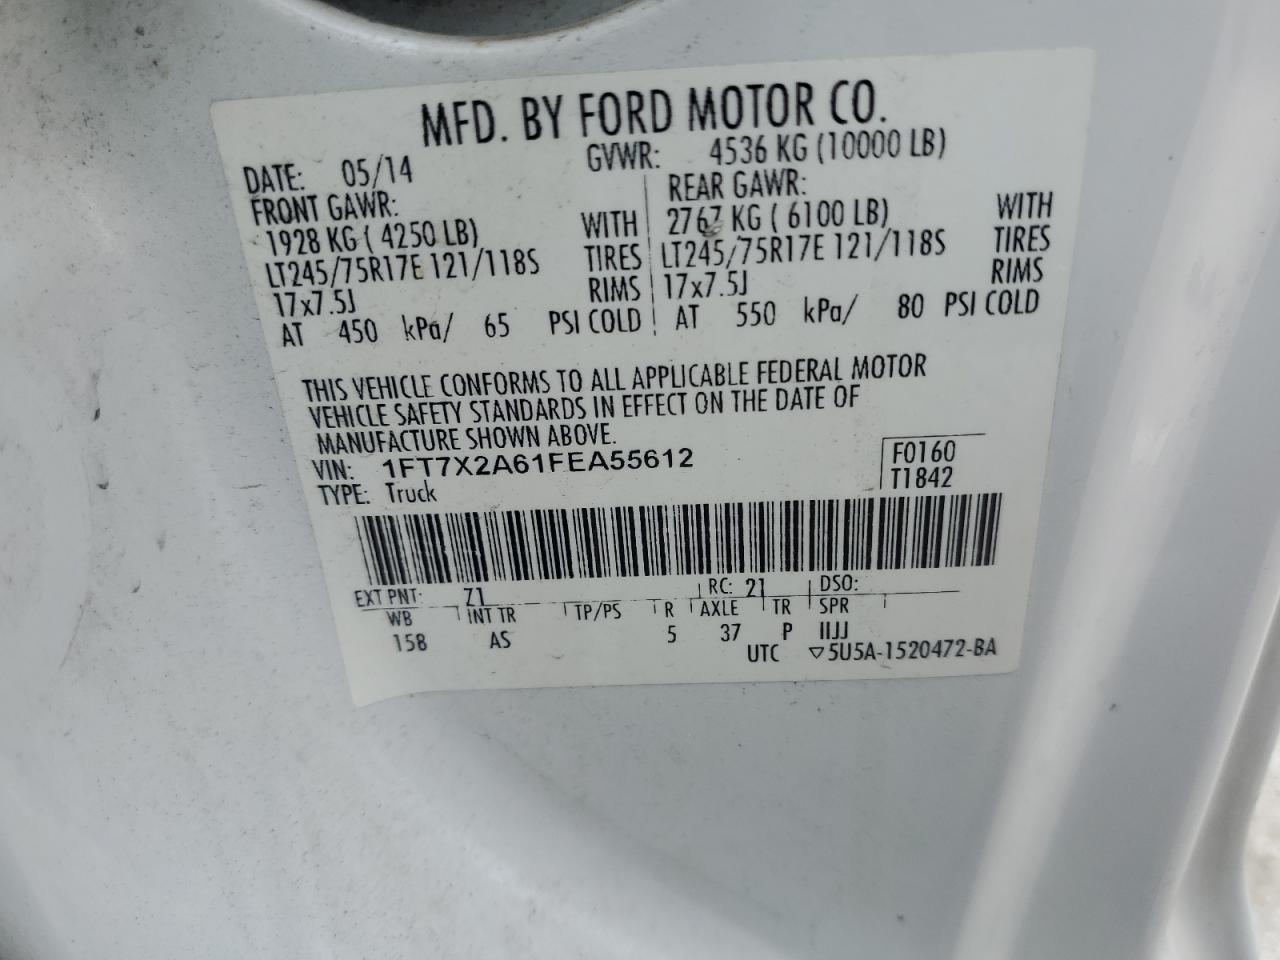 MFD. BY FORD MOTOR CO.
DATE: 05/14 GVWR: 4536 KG (10000 LB)
FRONT GAWR: REAR GAWR:
1928 KG ( 4250 LB) WITH 2767 KG ( 6100 LB) WITH
LT245/75R17E 121/118S TIRES LT245/75R17E 121/118S TIRES
17x7.5J RIMS 17x7.5J RIMS
AT 450 kPa/ 65 PSI COLD AT 550 kPa/ 80 PSI COLD
THIS VEHICLE CONFORMS TO ALL APPLICABLE FEDERAL MOTOR
VEHICLE SAFETY STANDARDS IN EFFECT ON THE DATE OF
MANUFACTURE SHOWN ABOVE.
VIN: 1FT7X2A61FEA55612 F0160
TYPE: Truck T1842
EXT PNT: Z1 RC: 21 DSO:
WB INT TR TP/PS R AXLE TR SPR
158 AS 5 37 P IIJJ
UTC ▽5U5A-1520472-BA